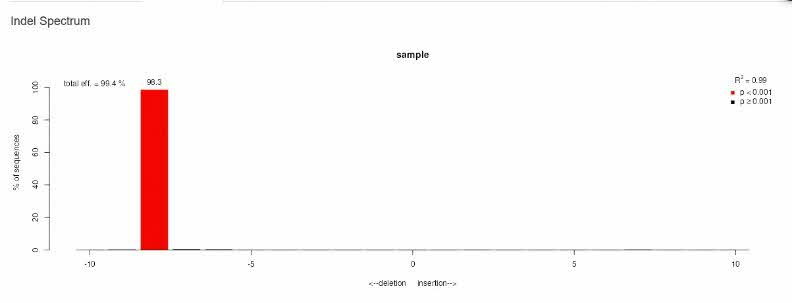 Indel Spectrum
sample
total eff. = 99.4 %
98.3
R² = 0.99
p < 0.001
p ≥ 0.001
% of sequences
100
80
60
40
20
0
-10
-5
0
5
10
<--deletion insertion-->